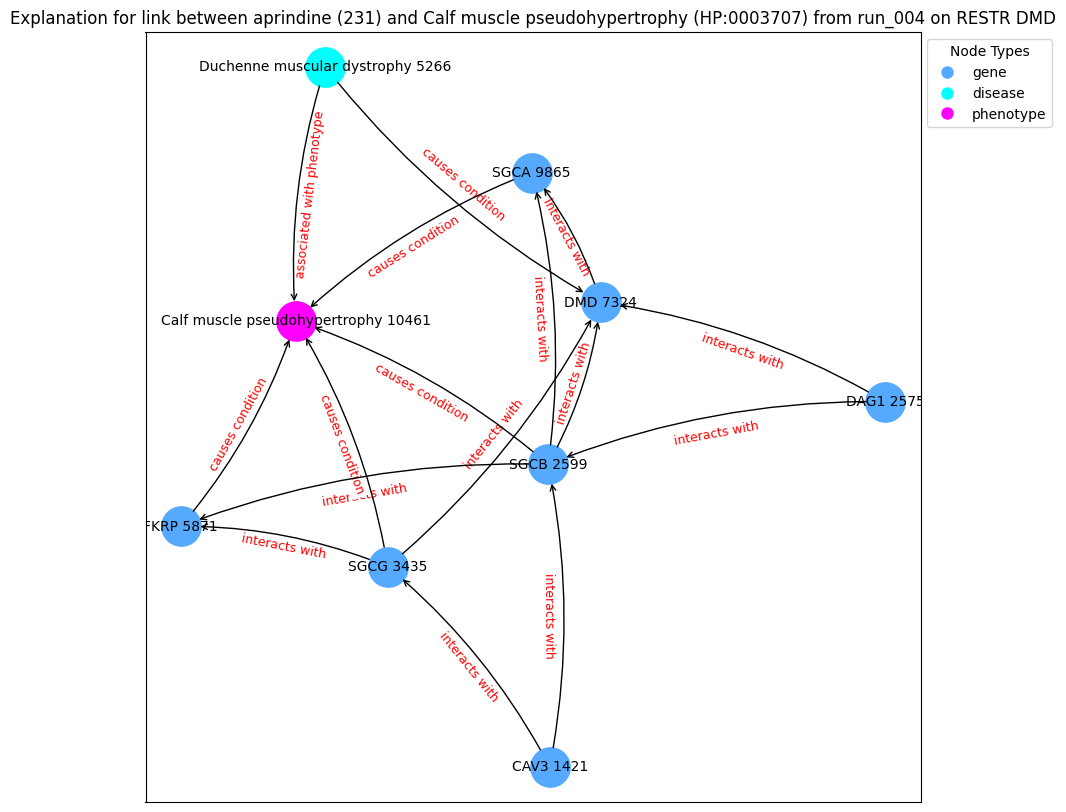 Explanation for link between aprindine (231) and Calf muscle pseudohypertrophy (HP:0003707) from run_004 on RESTR DMD
Node Types
gene
disease
phenotype
Duchenne muscular dystrophy 5266
associated with phenotype
causes condition
SGCA 9865
causes condition
interacts with
interacts with
DMD 7324
Calf muscle pseudohypertrophy 10461
interacts with
interacts with
causes condition
DAG1 2575
causes condition
causes condition
interacts with
interacts with
SGCB 2599
interacts with
FKRP 5871
interacts with
SGCG 3435
interacts with
interacts with
CAV3 1421